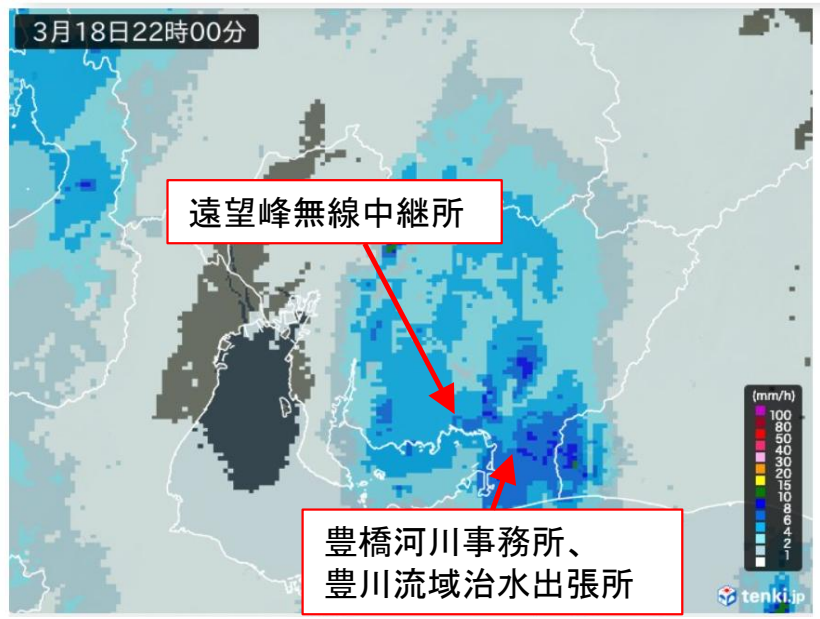 3月18日22時00分
遠望峰無線中継所
豊橋河川事務所、
豊川流域治水出張所
(mm/h)
100
80
50
40
30
20
15
10
8
6
4
2
1
tenki.jp